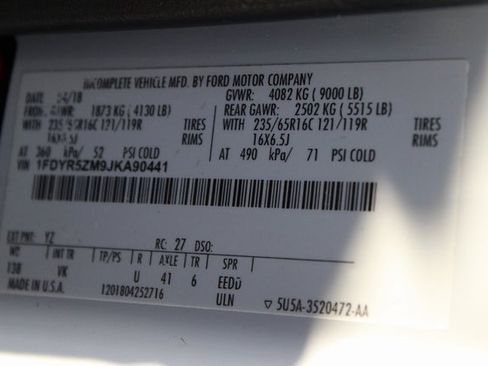 INCOMPLETE VEHICLE MFD. BY FORD MOTOR COMPANY
DATE 04/18 GVWR: 4082 KG ( 9000 LB)
FRONT GAWR: 1873 KG ( 4130 LB) REAR GAWR: 2502 KG ( 5515 LB)
WITH 235/65R16C 121/119R TIRES WITH 235/65R16C 121/119R TIRES
16X6.5J RIMS 16X6.5J RIMS
AT 360 kPa/ 52 PSI COLD AT 490 kPa/ 71 PSI COLD
VIN 1FDYR5ZM9JKA90441
EXT PNT: YZ RC: 27 DSO:
WB INT TR TP/PS R AXLE TR SPR
138 VK U 41 6 EEDD
MADE IN U.S.A. 1201804252716 ULN ▽ 5U5A-3520472-AA